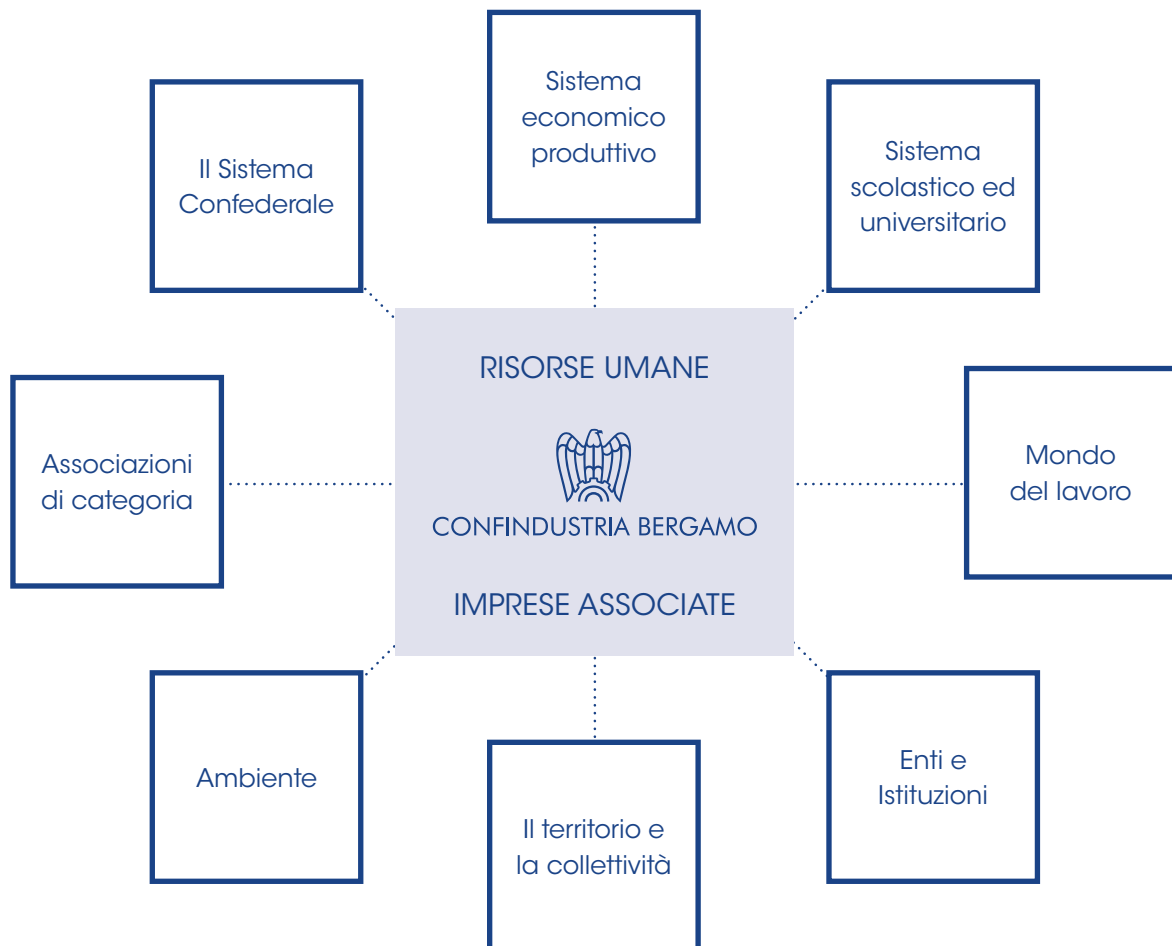 Sistema
economico
produttivo
Il Sistema
Confederale
Sistema
scolastico ed
universitario
RISORSE UMANE
CONFINDUSTRIA BERGAMO
IMPRESE ASSOCIATE
Associazioni
di categoria
Mondo
del lavoro
Ambiente
Il territorio e
la collettività
Enti e
Istituzioni